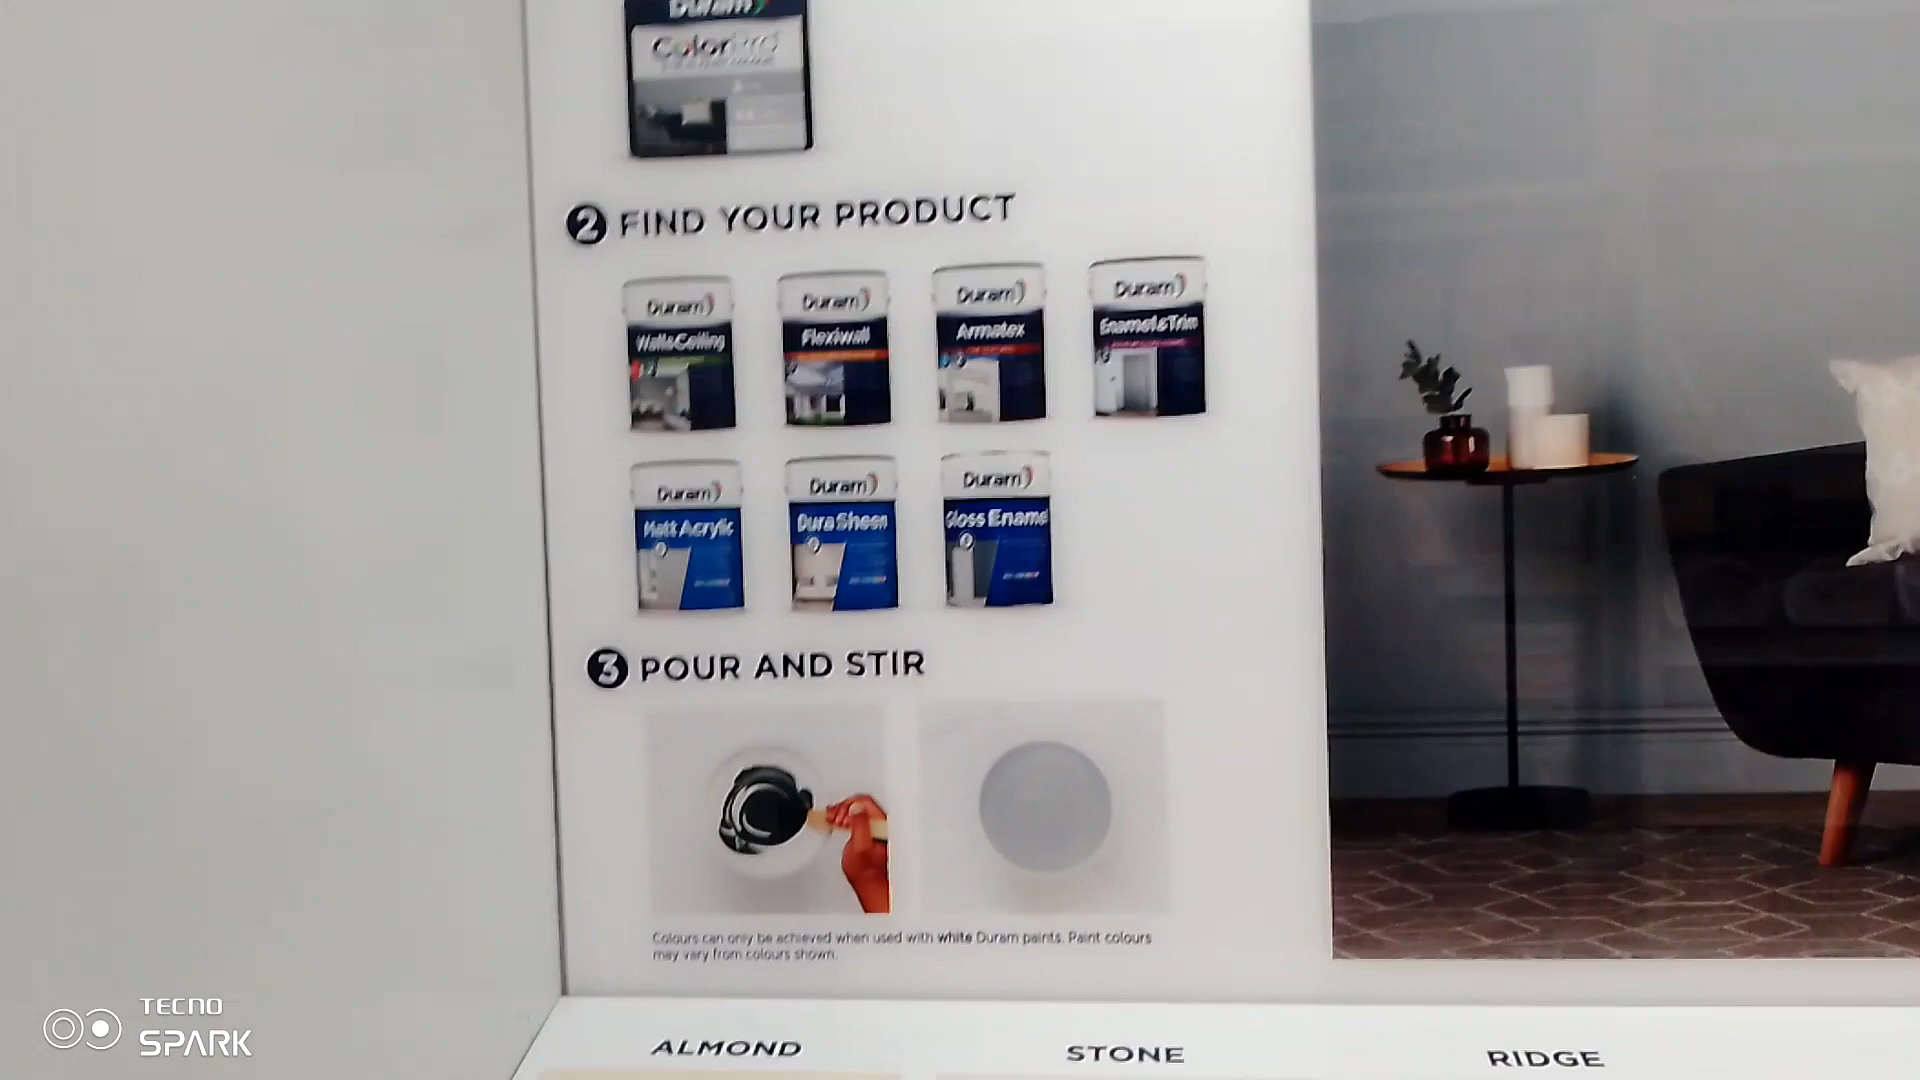 Duram
ColorPro
2 FIND YOUR PRODUCT
Duram Duram Duram Duram
Wall&Ceiling Flexiwall Armatex Enamel&Trim
Duram Duram Duram
Matt Acrylic DuraSheen Gloss Enamel
3 POUR AND STIR
Colours can only be achieved when used with white Duram paints. Paint colours
may vary from colours shown.
ALMOND STONE RIDGE
TECNO
SPARK